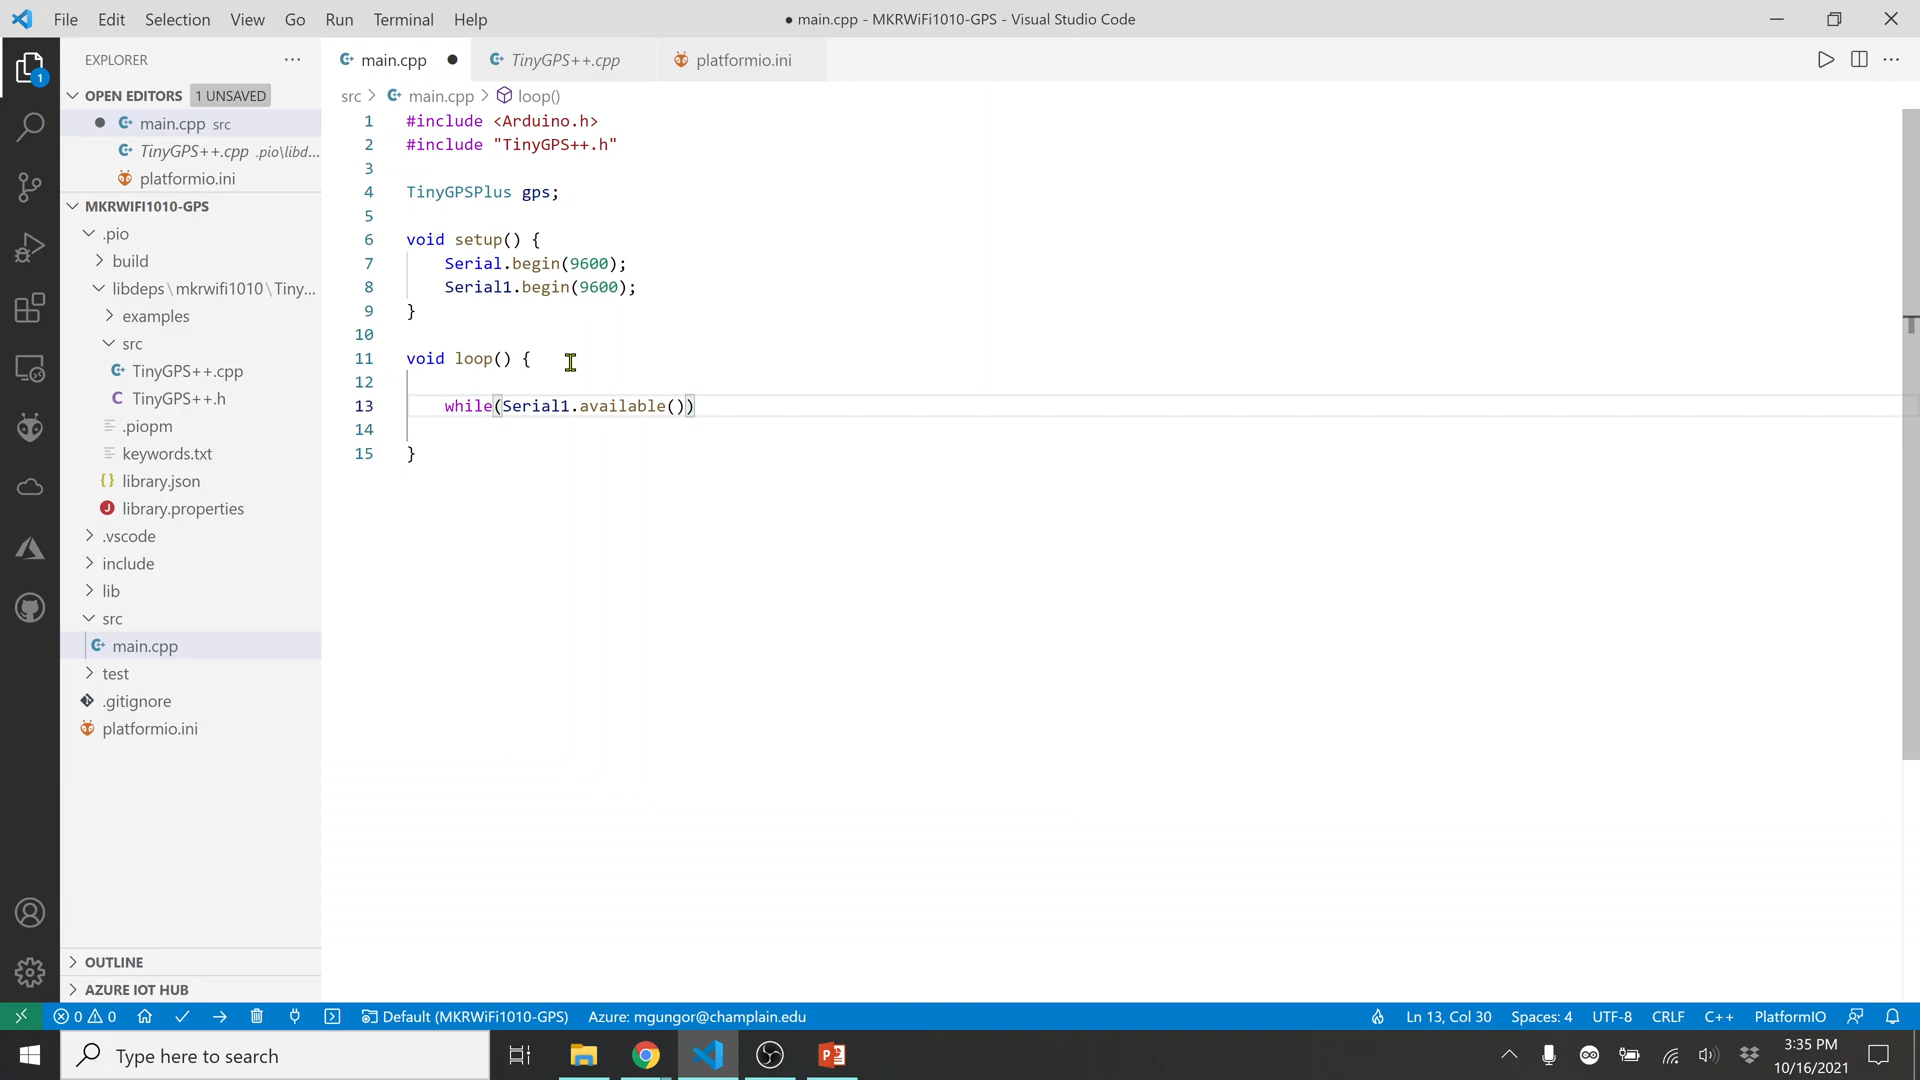 File Edit Selection View Go Run Terminal Help
● main.cpp - MKRWiFi1010-GPS - Visual Studio Code
EXPLORER
main.cpp
TinyGPS++.cpp
platformio.ini
OPEN EDITORS 1 UNSAVED
main.cpp src
TinyGPS++.cpp .pio\libd...
platformio.ini
MKRWIFI1010-GPS
.pio
build
libdeps\mkrwifi1010\Tiny...
examples
src
TinyGPS++.cpp
TinyGPS++.h
.piopm
keywords.txt
library.json
library.properties
.vscode
include
lib
src
main.cpp
test
.gitignore
platformio.ini
OUTLINE
AZURE IOT HUB
src > main.cpp > loop()
1 #include <Arduino.h>
2 #include "TinyGPS++.h"
3
4 TinyGPSPlus gps;
5
6 void setup() {
7 Serial.begin(9600);
8 Serial1.begin(9600);
9 }
10
11 void loop() {
12
13 while(Serial1.available())
14
15 }
1
0 0 Default (MKRWiFi1010-GPS) Azure: mgungor@champlain.edu Ln 13, Col 30 Spaces: 4 UTF-8 CRLF C++ PlatformIO
Type here to search
3:35 PM
10/16/2021